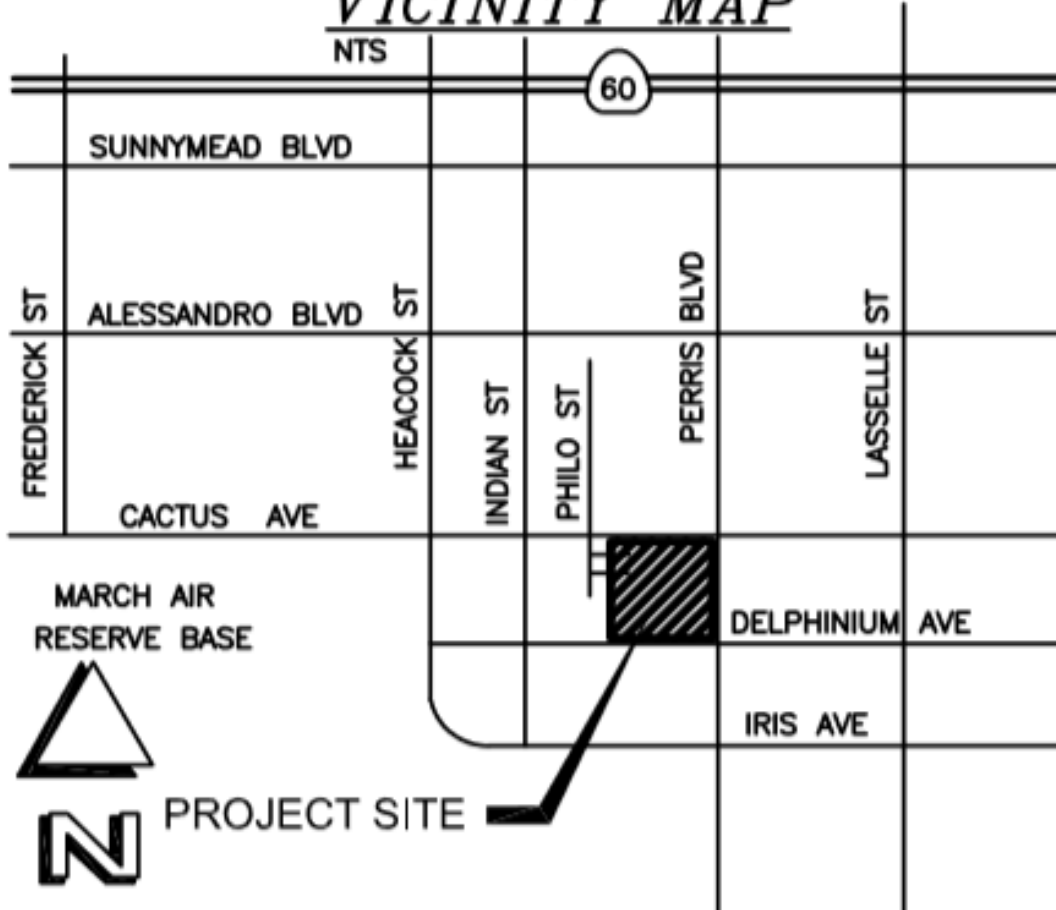 VICINITY MAP
NTS
60
SUNNYMEAD BLVD
ALESSANDRO BLVD
FREDERICK ST
HEACOCK ST
INDIAN ST
PHILO ST
PERRIS BLVD
LASSELLE ST
CACTUS AVE
MARCH AIR
RESERVE BASE
DELPHINIUM AVE
IRIS AVE
PROJECT SITE
N